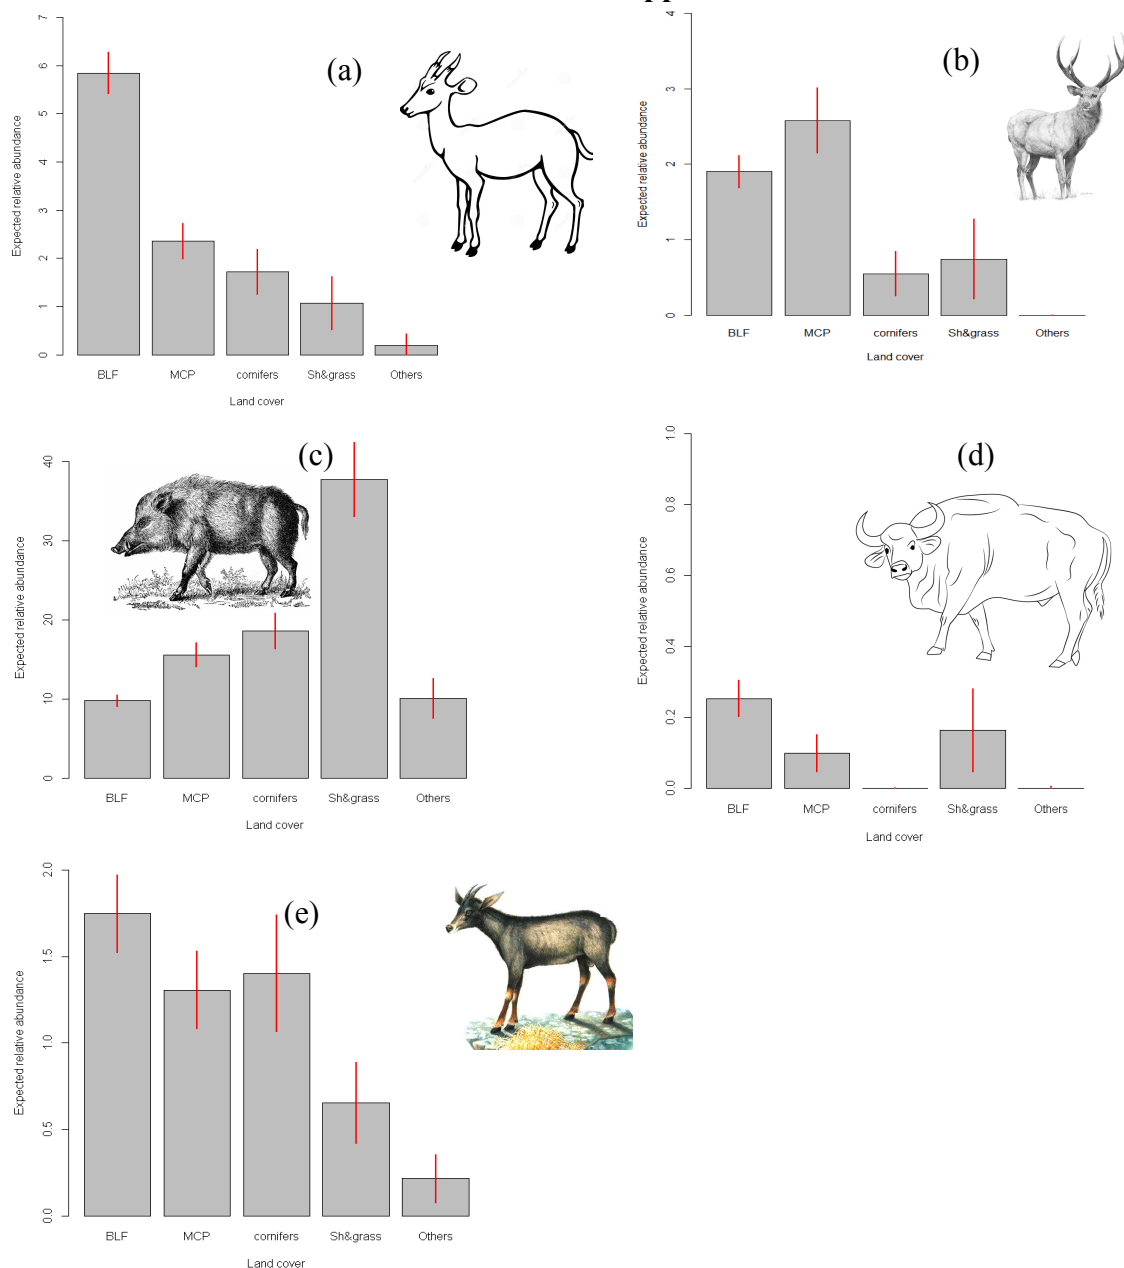 pp
(a)
Expected relative abundance
7
6
5
4
3
2
1
0
BLF MCP cornifers Sh&grass Others
Land cover
(b)
Expected relative abundance
4
3
2
1
0
BLF MCP cornifers Sh&grass Others
Land cover
(c)
Expected relative abundance
40
30
20
10
0
BLF MCP cornifers Sh&grass Others
Land cover
(d)
Expected relative abundance
1.0
0.8
0.6
0.4
0.2
0.0
BLF MCP cornifers Sh&grass Others
Land cover
(e)
Expected relative abundance
2.0
1.5
1.0
0.5
0.0
BLF MCP cornifers Sh&grass Others
Land cover